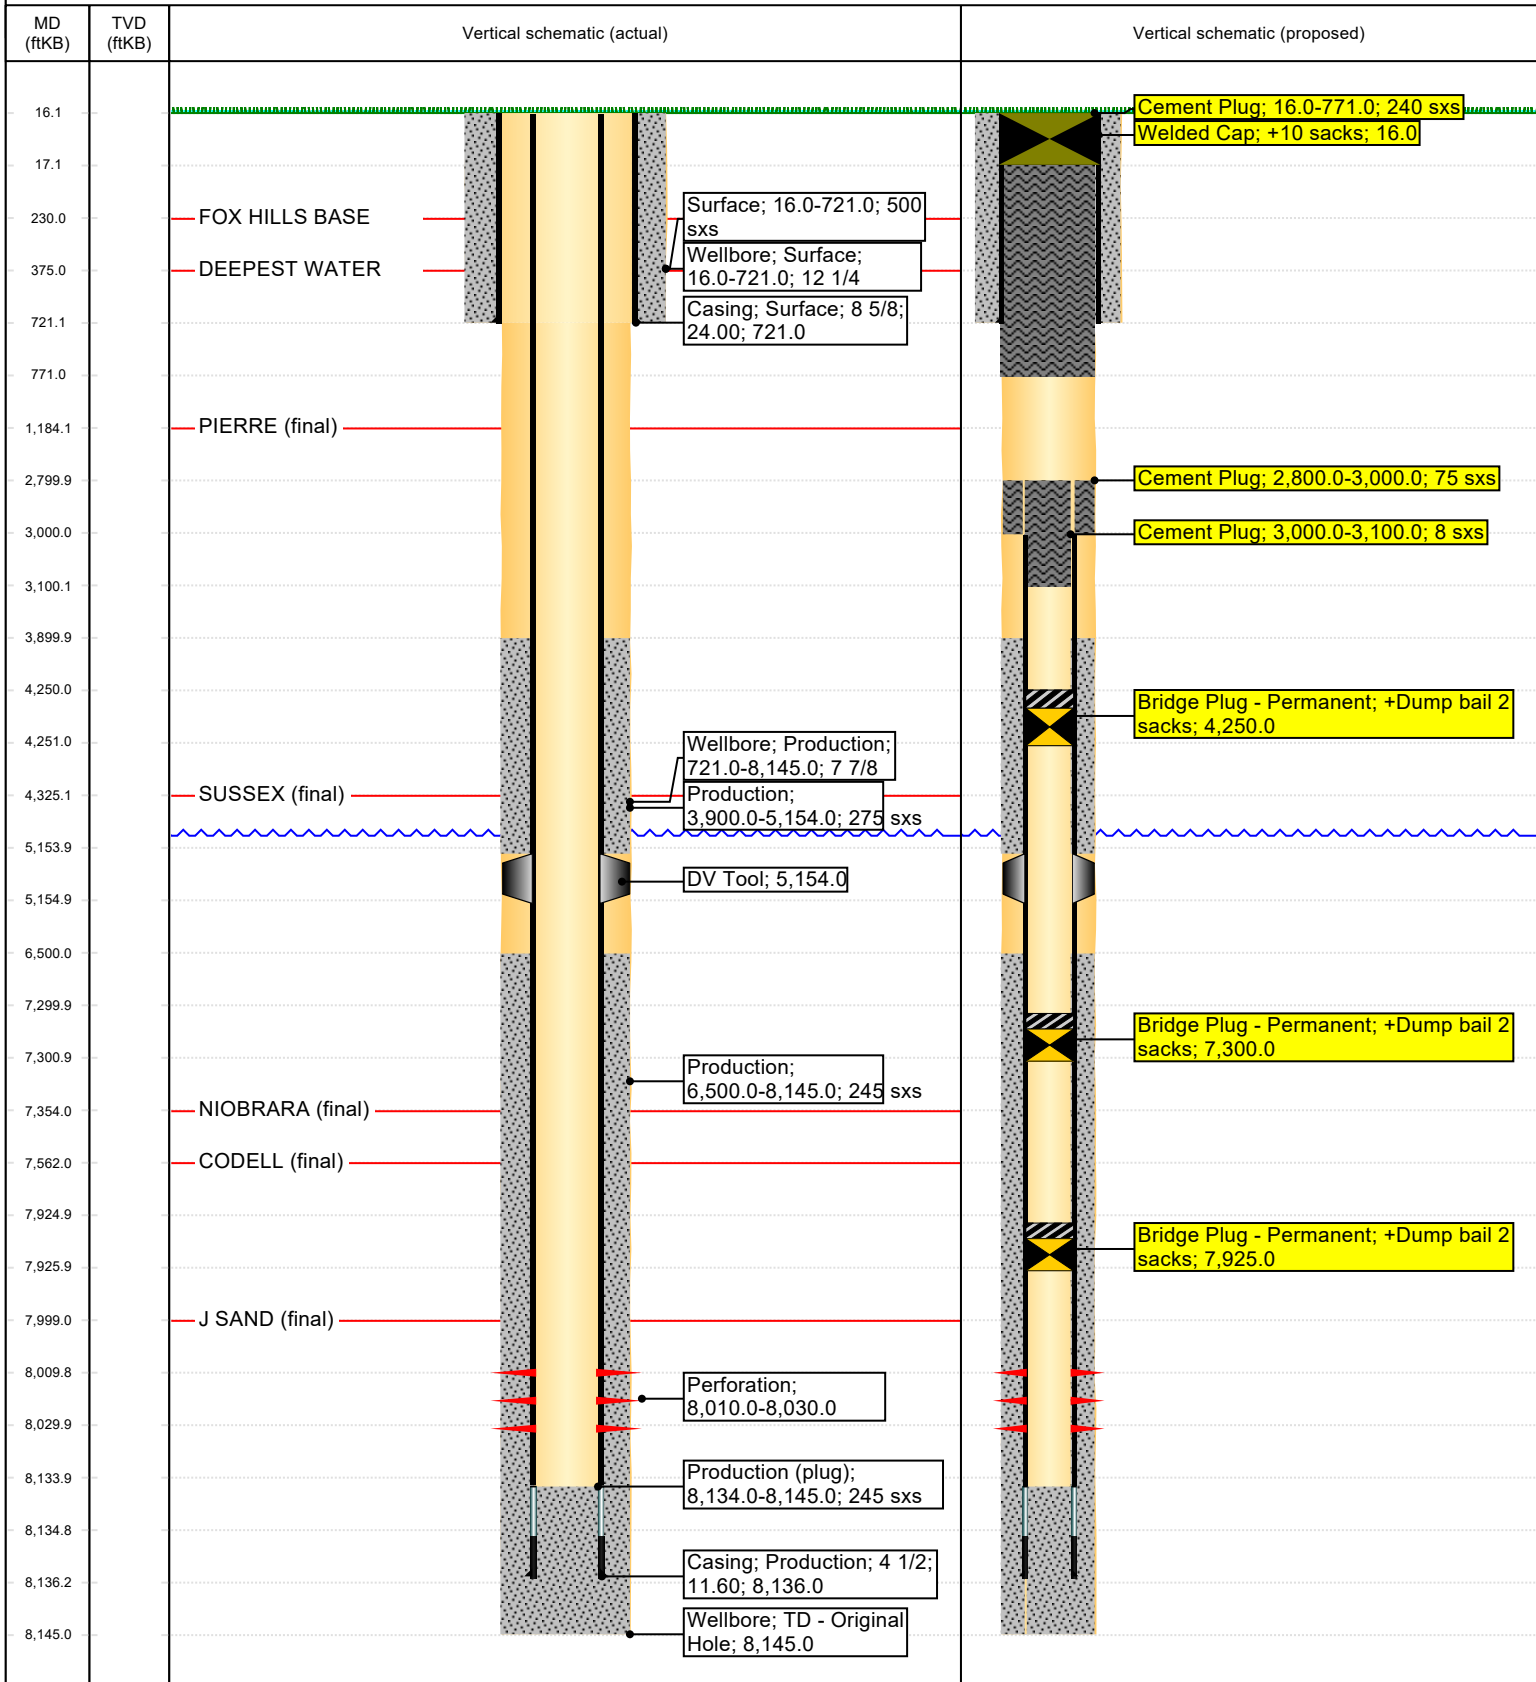 MD
(ftKB)
TVD
(ftKB)
Vertical schematic (actual)
Vertical schematic (proposed)
16.1
17.1
230.0
375.0
721.1
771.0
1,184.1
2,799.9
3,000.0
3,100.1
3,899.9
4,250.0
4,251.0
4,325.1
5,153.9
5,154.9
6,500.0
7,299.9
7,300.9
7,354.0
7,562.0
7,924.9
7,925.9
7,999.0
8,009.8
8,029.9
8,133.9
8,134.8
8,136.2
8,145.0
FOX HILLS BASE
DEEPEST WATER
PIERRE (final)
SUSSEX (final)
NIOBRARA (final)
CODELL (final)
J SAND (final)
Surface; 16.0-721.0; 500
sxs
Wellbore; Surface;
16.0-721.0; 12 1/4
Casing; Surface; 8 5/8;
24.00; 721.0
Wellbore; Production;
721.0-8,145.0; 7 7/8
Production;
3,900.0-5,154.0; 275 sxs
DV Tool; 5,154.0
Production;
6,500.0-8,145.0; 245 sxs
Perforation;
8,010.0-8,030.0
Production (plug);
8,134.0-8,145.0; 245 sxs
Casing; Production; 4 1/2;
11.60; 8,136.0
Wellbore; TD - Original
Hole; 8,145.0
Cement Plug; 16.0-771.0; 240 sxs
Welded Cap; +10 sacks; 16.0
Cement Plug; 2,800.0-3,000.0; 75 sxs
Cement Plug; 3,000.0-3,100.0; 8 sxs
Bridge Plug - Permanent; +Dump bail 2
sacks; 4,250.0
Bridge Plug - Permanent; +Dump bail 2
sacks; 7,300.0
Bridge Plug - Permanent; +Dump bail 2
sacks; 7,925.0